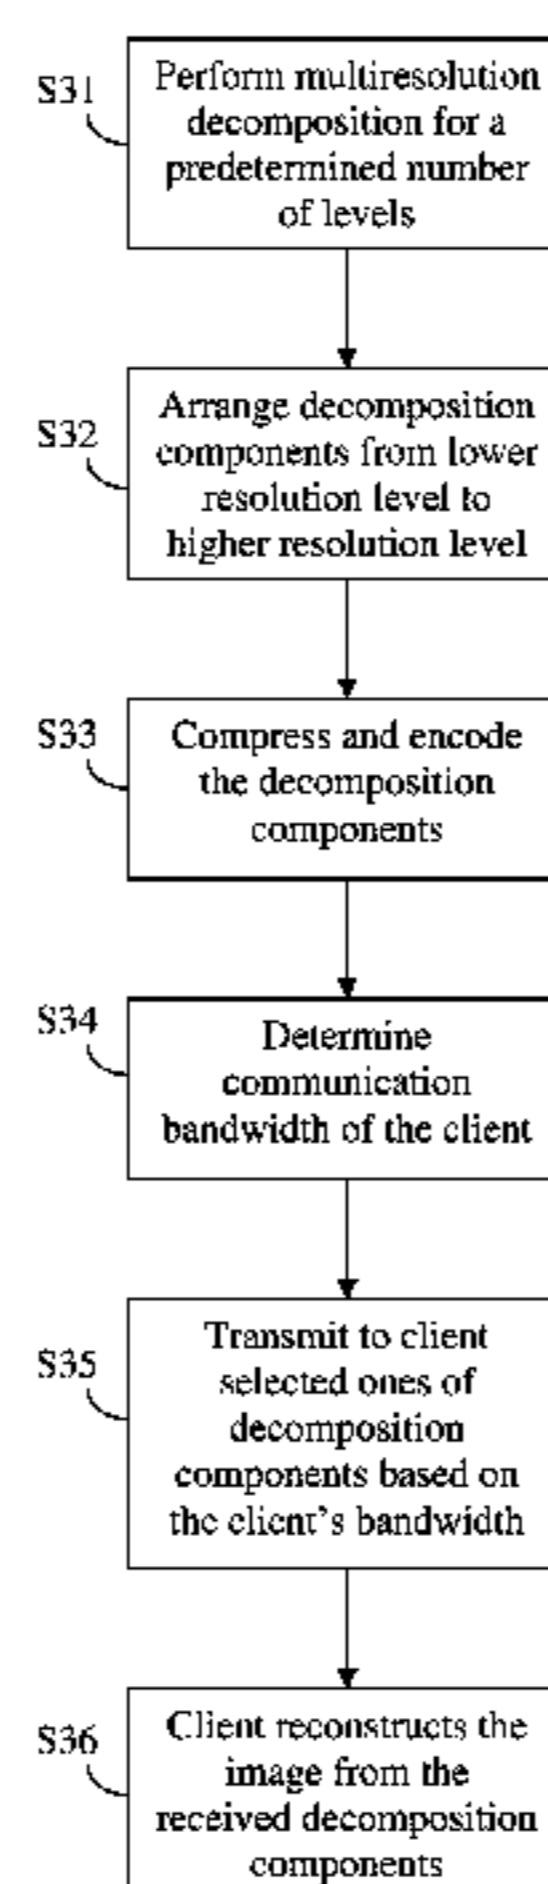 S31
Perform multiresolution
decomposition for a
predetermined number
of levels
S32
Arrange decomposition
components from lower
resolution level to
higher resolution level
S33
Compress and encode
the decomposition
components
S34
Determine
communication
bandwidth of the client
S35
Transmit to client
selected ones of
decomposition
components based on
the client's bandwidth
S36
Client reconstructs the
image from the
received decomposition
components